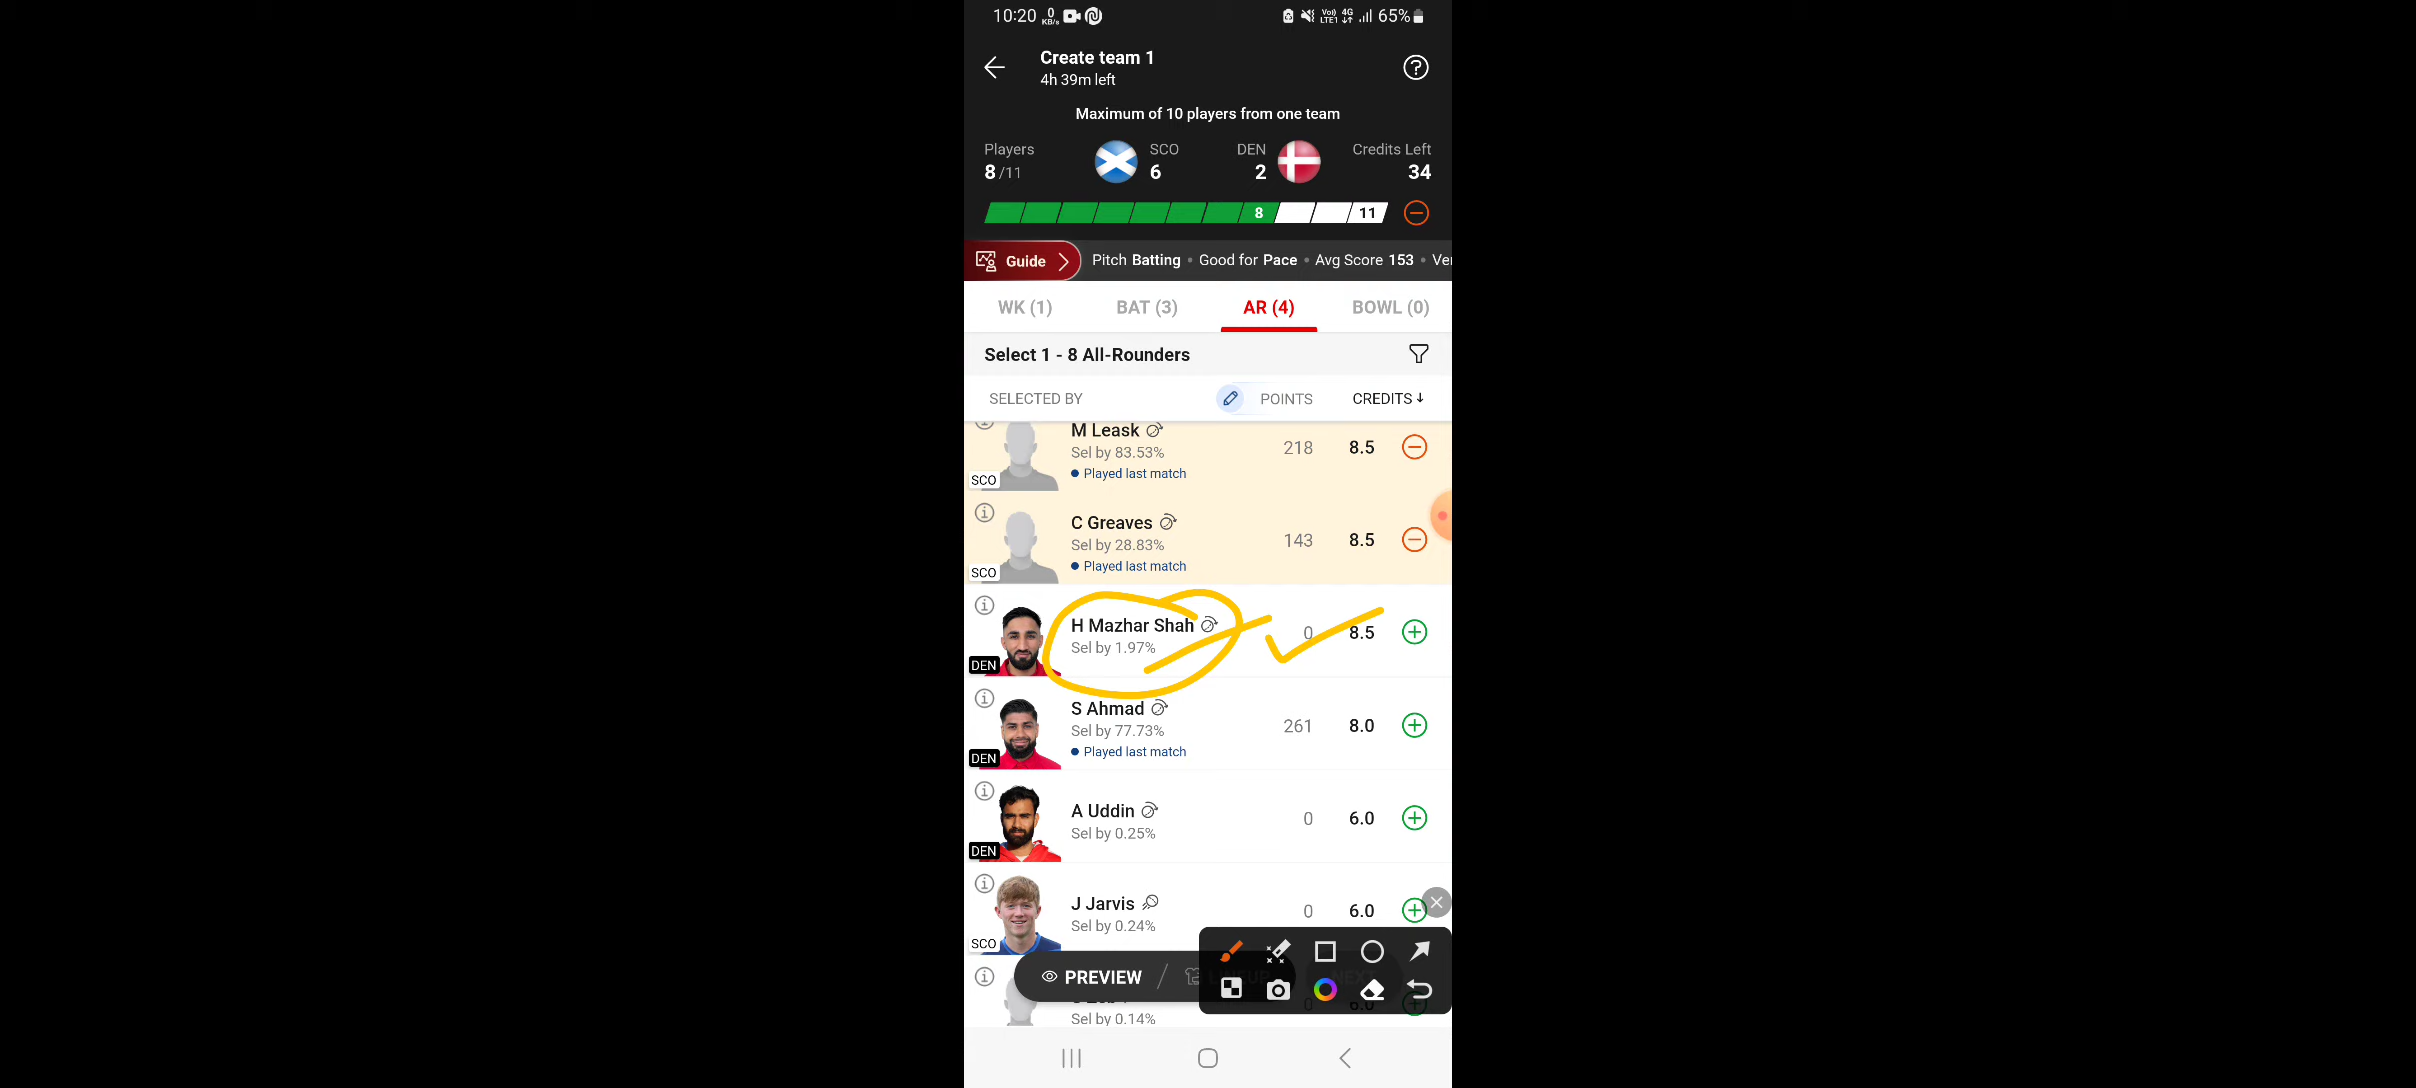 10:20 0 KB/s Vo) LTE1 4G 65%
Create team 1
4h 39m left
Maximum of 10 players from one team
Players SCO DEN Credits Left
8/11 6 2 34
8 11
Guide Pitch Batting • Good for Pace • Avg Score 153 •
WK (1) BAT (3) AR (4) BOWL (0)
Select 1 - 8 All-Rounders
SELECTED BY POINTS CREDITS
M Leask
Sel by 83.53% 218 8.5
Played last match
SCO
C Greaves
Sel by 28.83% 143 8.5
Played last match
SCO
H Mazhar Shah
Sel by 1.97% 0 8.5
DEN
S Ahmad
Sel by 77.73% 261 8.0
Played last match
DEN
A Uddin
Sel by 0.25% 0 6.0
DEN
J Jarvis
Sel by 0.24% 0 6.0
SCO
PREVIEW
Sel by 0.14%